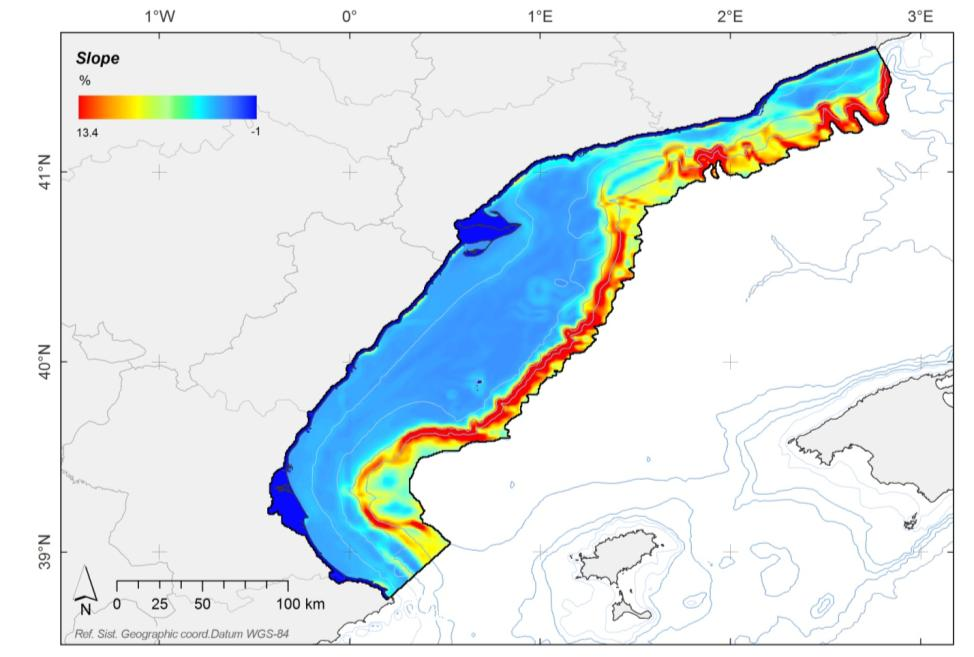 1°W 0° 1°E 2°E 3°E
Slope
%
13.4 -1
41°N
40°N
39°N
N
0 25 50 100 km
Ref. Sist. Geographic coord.Datum WGS-84